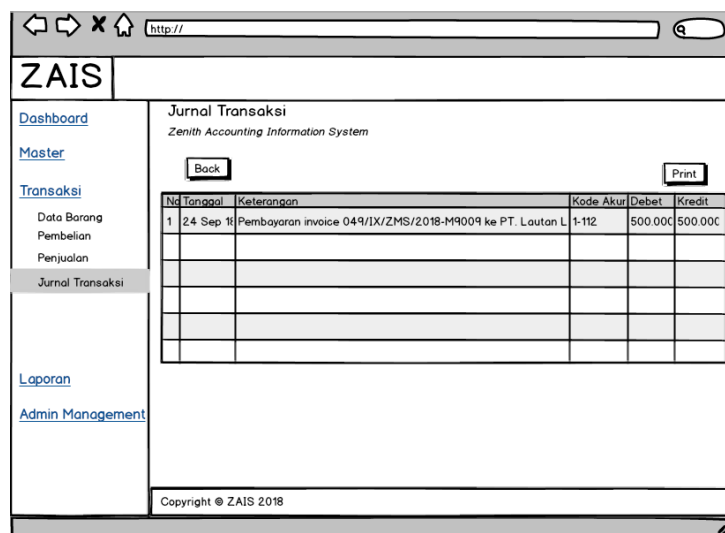 http://
ZAIS
Dashboard
Master
Transaksi
Data Barang
Pembelian
Penjualan
Jurnal Transaksi
Laporan
Admin Management
Jurnal Transaksi
Zenith Accounting Information System
Back
Print
No Tanggal Keterangan Kode Akun Debet Kredit
1 24 Sep 18 Pembayaran invoice 049/IX/ZMS/2018-M9009 ke PT. Lautan L 1-112 500.000 500.000
Copyright © ZAIS 2018